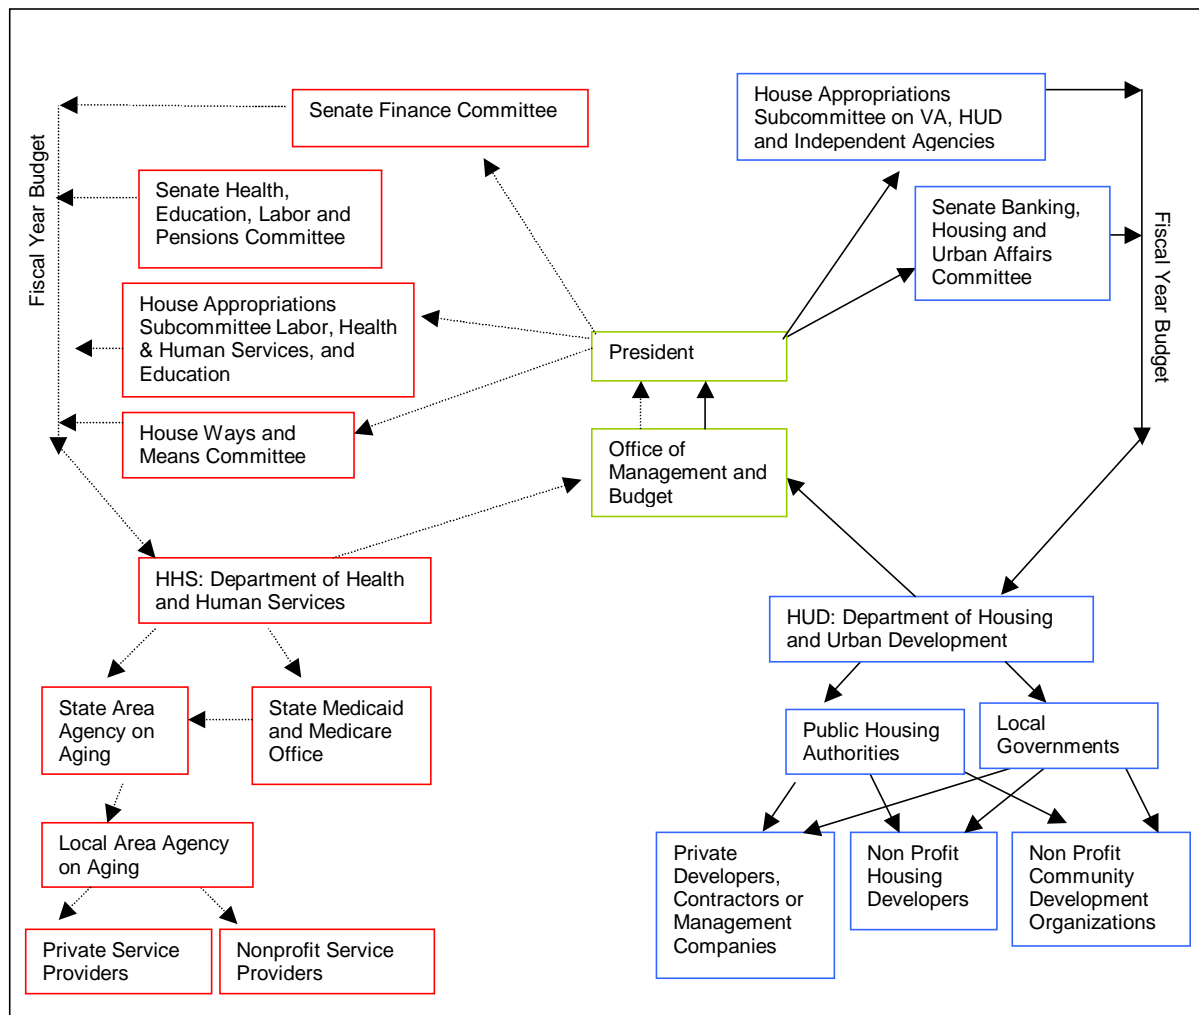 Senate Finance Committee
House Appropriations
Subcommittee on VA, HUD
and Independent Agencies
Fiscal Year Budget
Senate Health,
Education, Labor and
Pensions Committee
Senate Banking,
Housing and
Urban Affairs
Committee
Fiscal Year Budget
House Appropriations
Subcommittee Labor, Health
& Human Services, and
Education
President
House Ways and
Means Committee
Office of
Management and
Budget
HHS: Department of Health
and Human Services
HUD: Department of Housing
and Urban Development
State Area
Agency on
Aging
State Medicaid
and Medicare
Office
Public Housing
Authorities
Local
Governments
Local Area Agency
on Aging
Private
Developers,
Contractors or
Management
Companies
Non Profit
Housing
Developers
Non Profit
Community
Development
Organizations
Private Service
Providers
Nonprofit Service
Providers